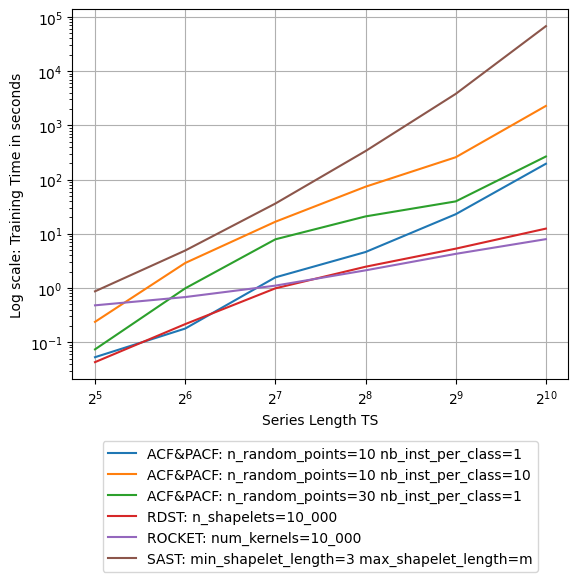 10^5
10^4
10^3
10^2
10^1
10^0
10^−1
Log scale: Training Time in seconds
2^5 2^6 2^7 2^8 2^9 2^10
Series Length TS
ACF&PACF: n_random_points=10 nb_inst_per_class=1
ACF&PACF: n_random_points=10 nb_inst_per_class=10
ACF&PACF: n_random_points=30 nb_inst_per_class=1
RDST: n_shapelets=10_000
ROCKET: num_kernels=10_000
SAST: min_shapelet_length=3 max_shapelet_length=m